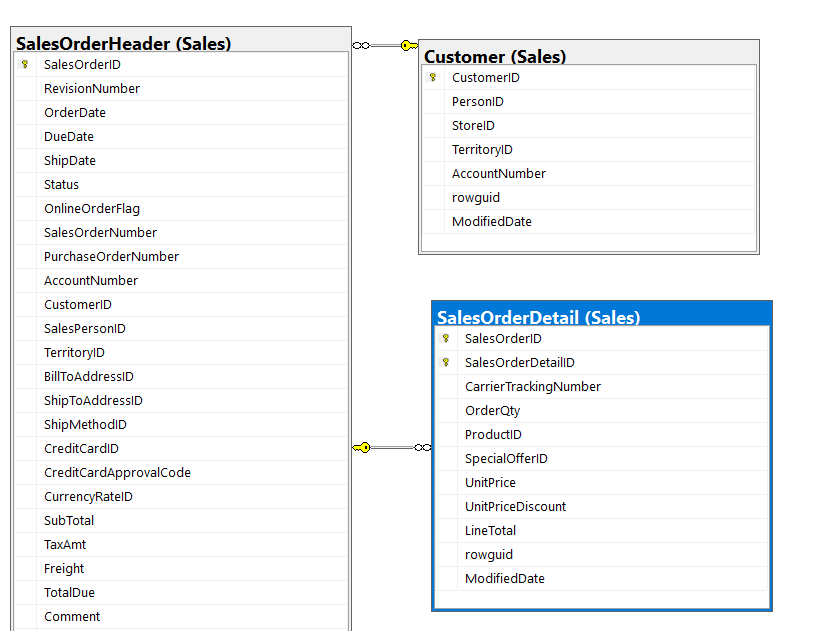 SalesOrderHeader (Sales)
SalesOrderID
RevisionNumber
OrderDate
DueDate
ShipDate
Status
OnlineOrderFlag
SalesOrderNumber
PurchaseOrderNumber
AccountNumber
CustomerID
SalesPersonID
TerritoryID
BillToAddressID
ShipToAddressID
ShipMethodID
CreditCardID
CreditCardApprovalCode
CurrencyRateID
SubTotal
TaxAmt
Freight
TotalDue
Comment
Customer (Sales)
CustomerID
PersonID
StoreID
TerritoryID
AccountNumber
rowguid
ModifiedDate
SalesOrderDetail (Sales)
SalesOrderID
SalesOrderDetailID
CarrierTrackingNumber
OrderQty
ProductID
SpecialOfferID
UnitPrice
UnitPriceDiscount
LineTotal
rowguid
ModifiedDate